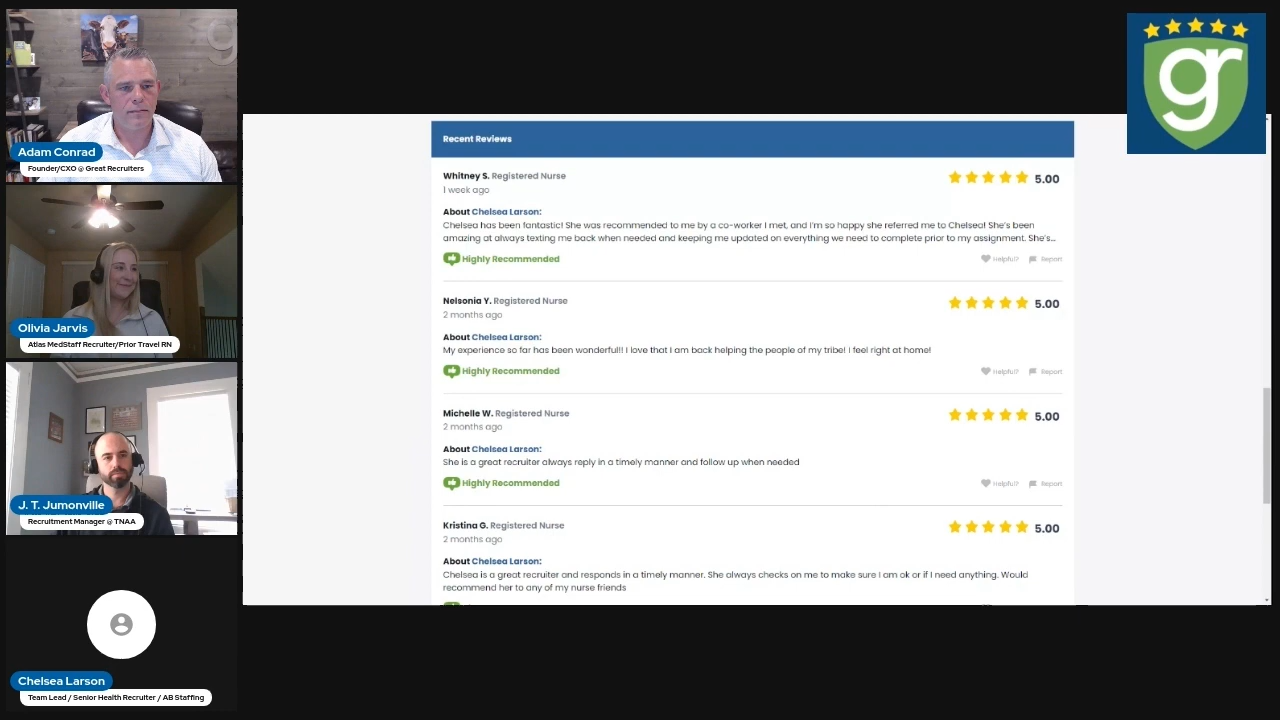 Adam Conrad
Founder/CXO @ Great Recruiters
Olivia Jarvis
Atlas MedStaff Recruiter/Prior Travel RN
J. T. Jumonville
Recruitment Manager @ TNAA
Chelsea Larson
Team Lead / Senior Health Recruiter / AB Staffing
gr
Recent Reviews
Whitney S. Registered Nurse
5.00
1 week ago
About Chelsea Larson:
Chelsea has been fantastic! She was recommended to me by a co-worker I met, and I'm so happy she referred me to Chelsea! She's been
amazing at always texting me back when needed and keeping me updated on everything we need to complete prior to my assignment. She's...
Highly Recommended
Helpful? Report
Nelsonia Y. Registered Nurse
5.00
2 months ago
About Chelsea Larson:
My experience so far has been wonderful!! I love that I am back helping the people of my tribe! I feel right at home!
Highly Recommended
Helpful? Report
Michelle W. Registered Nurse
5.00
2 months ago
About Chelsea Larson:
She is a great recruiter always reply in a timely manner and follow up when needed
Highly Recommended
Helpful? Report
Kristina G. Registered Nurse
5.00
2 months ago
About Chelsea Larson:
Chelsea is a great recruiter and responds in a timely manner. She always checks on me to make sure I am ok or if I need anything. Would
recommend her to any of my nurse friends